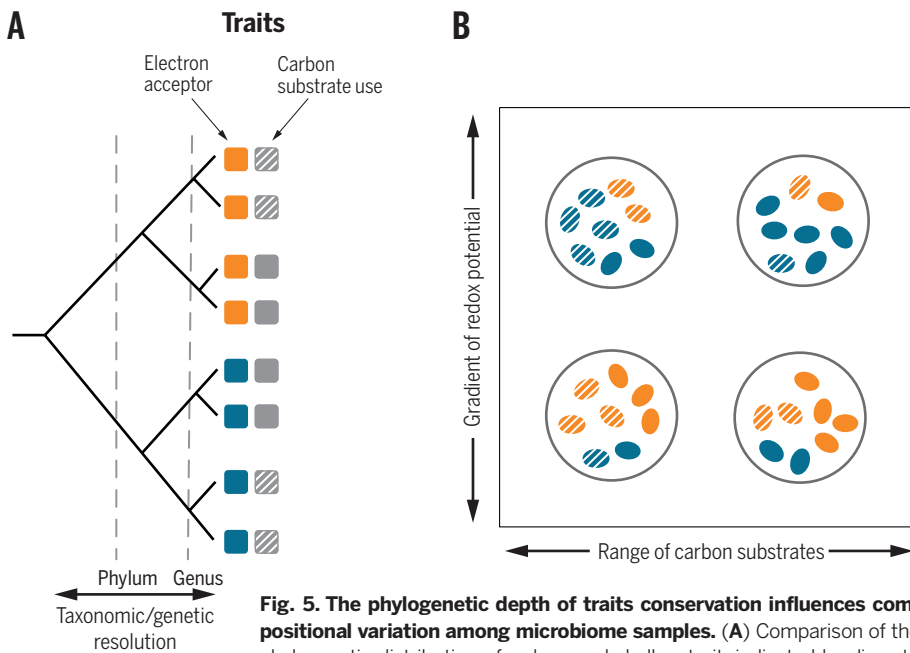 A
Traits
Electron
acceptor
Carbon
substrate use
Phylum
Genus
Taxonomic/genetic
resolution
B
Gradient of redox potential
Range of carbon substrates
Fig. 5. The phylogenetic depth of traits conservation influences com
positional variation among microbiome samples. (A) Comparison of the